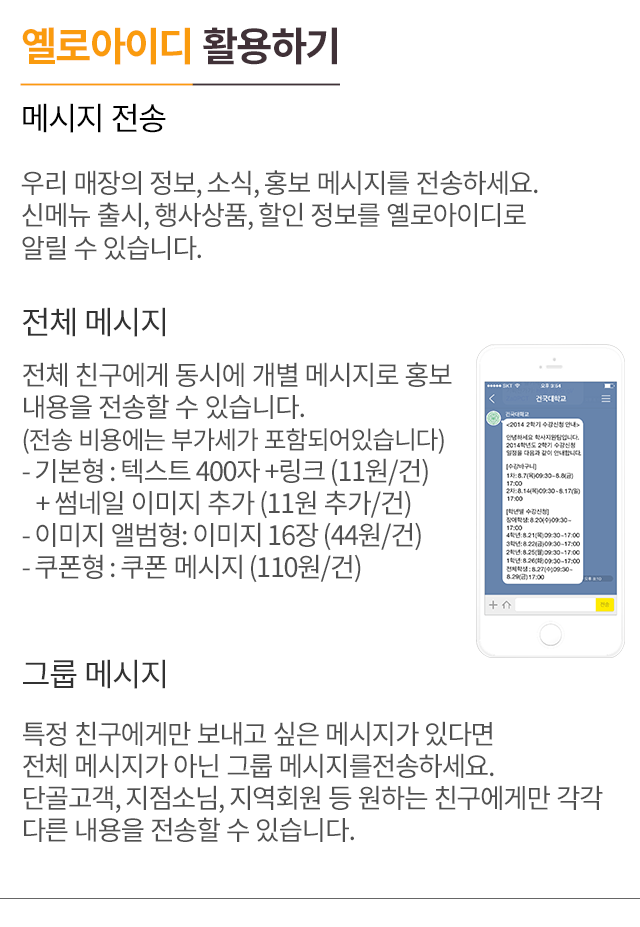 옐로아이디 활용하기
메시지 전송
우리 매장의 정보, 소식, 홍보 메시지를 전송하세요.
신메뉴 출시, 행사상품, 할인 정보를 옐로아이디로
알릴 수 있습니다.
전체 메시지
전체 친구에게 동시에 개별 메시지로 홍보
내용을 전송할 수 있습니다.
(전송 비용에는 부가세가 포함되어있습니다)
- 기본형 : 텍스트 400자 +링크 (11원/건)
+ 썸네일 이미지 추가 (11원 추가/건)
- 이미지 앨범형: 이미지 16장 (44원/건)
- 쿠폰형 : 쿠폰 메시지 (110원/건)
SKT 오후 3:54
건국대학교
건국대학교
<2014 2학기 수강신청 안내>
안녕하세요 학사지원팀입니다.
2014학년도 2학기 수강신청
일정을 다음과 같이 안내합니다.
[수강바구니]
1차: 8.7(목)09:30~8.8(금)
17:00
2차: 8.14(목)09:30~8.17(일)
17:00
[학년별 수강신청]
장애학생: 8.20(수)09:30~
17:00
4학년: 8.21(목)09:30~17:00
3학년: 8.22(금)09:30~17:00
2학년: 8.25(월)09:30~17:00
1학년: 8.26(화)09:30~17:00
전체학생: 8.27(수)09:30~
8.29(금)17:00
전송
그룹 메시지
특정 친구에게만 보내고 싶은 메시지가 있다면
전체 메시지가 아닌 그룹 메시지를전송하세요.
단골고객, 지점소님, 지역회원 등 원하는 친구에게만 각각
다른 내용을 전송할 수 있습니다.